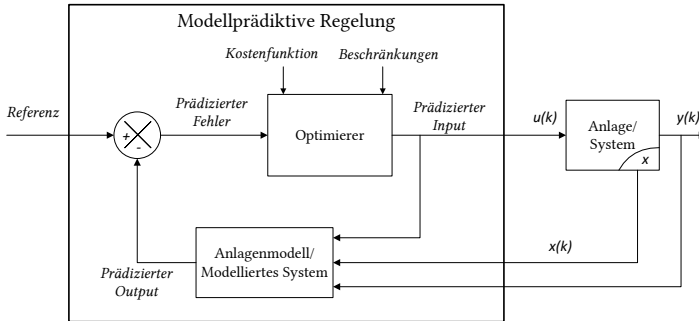 Modellprädiktive Regelung
Kostenfunktion
Beschränkungen
Referenz
Prädizierter
Fehler
Optimierer
Prädizierter
Input
u(k)
Anlage/
System
x
y(k)
+
-
Anlagenmodell/
Modelliertes System
x(k)
Prädizierter
Output